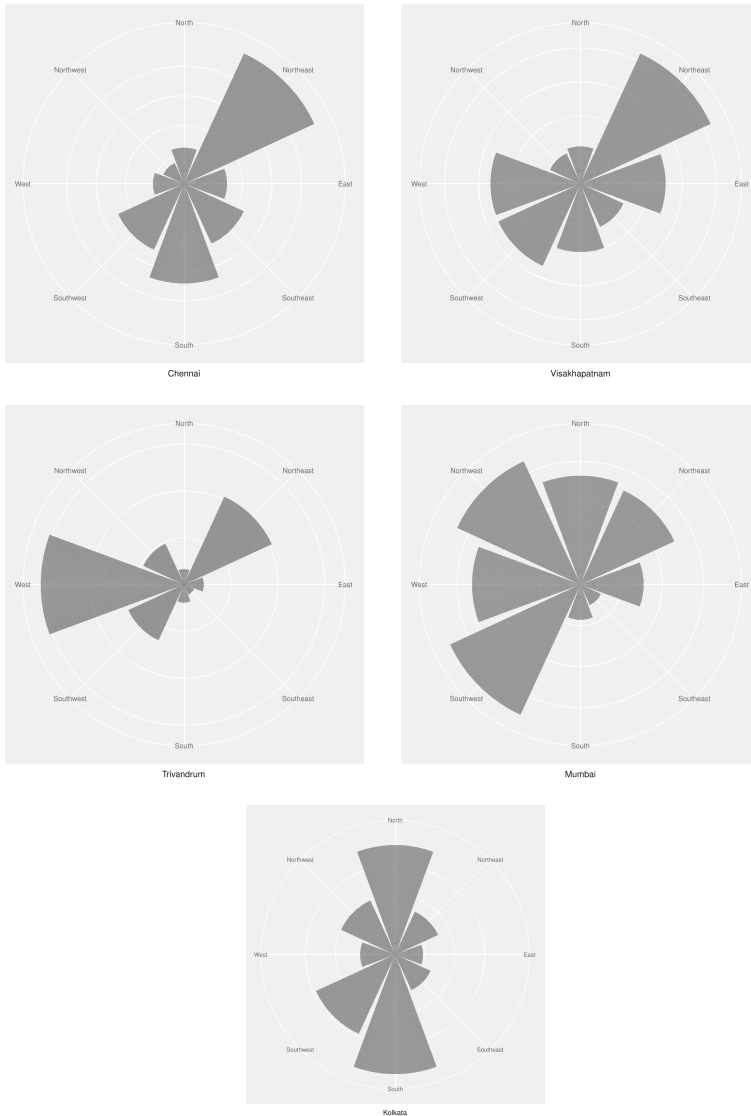 North
Northwest
Northeast
West
East
Southwest
Southeast
South
Chennai
North
Northwest
Northeast
West
East
Southwest
Southeast
South
Visakhapatnam
North
Northwest
Northeast
West
East
Southwest
Southeast
South
Trivandrum
North
Northwest
Northeast
West
East
Southwest
Southeast
South
Mumbai
North
Northwest
Northeast
West
East
Southwest
Southeast
South
Kolkata